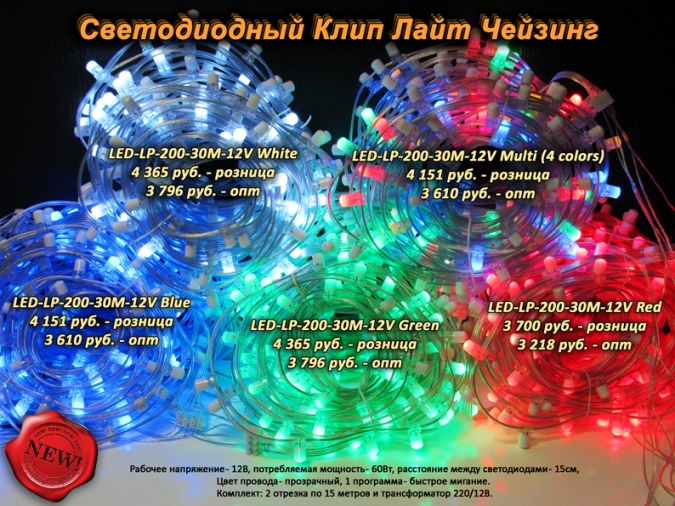 Светодиодный Клип Лайт Чейзинг
LED-LP-200-30M-12V White
4 365 руб. - розница
3 796 руб. - опт
LED-LP-200-30M-12V Multi (4 colors)
4 151 руб. - розница
3 610 руб. - опт
LED-LP-200-30M-12V Blue
4 151 руб. - розница
3 610 руб. - опт
LED-LP-200-30M-12V Green
4 365 руб. - розница
3 796 руб. - опт
LED-LP-200-30M-12V Red
3 700 руб. - розница
3 218 руб. - опт
NEW!
Рабочее напряжение- 12В, потребляемая мощность- 60Вт, расстояние между светодиодами- 15см,
Цвет провода- прозрачный, 1 программа- быстрое мигание.
Комплект: 2 отрезка по 15 метров и трансформатор 220/12В.